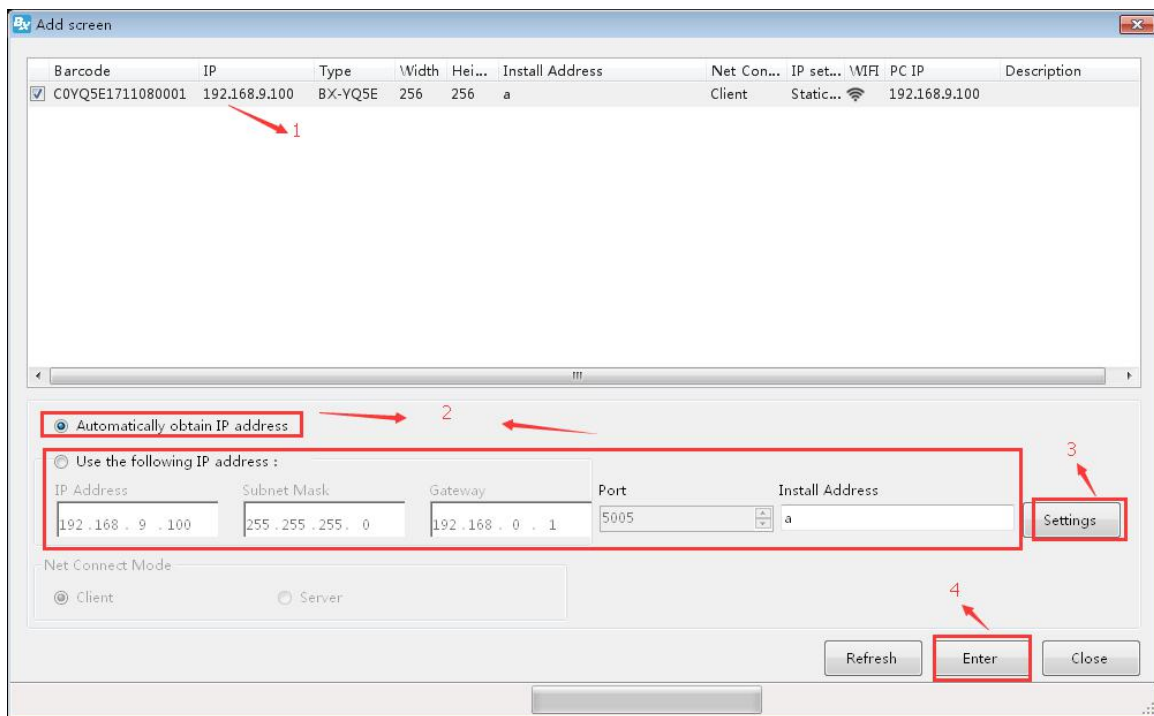 BX Add screen
Barcode IP Type Width Hei... Install Address Net Con... IP set... WIFI PC IP Description
C0YQ5E1711080001 192.168.9.100 BX-YQ5E 256 256 a Client Static... 192.168.9.100
1
2
Automatically obtain IP address
3
Use the following IP address :
IP Address Subnet Mask Gateway Port Install Address
192 . 168 . 9 . 100 255 . 255 . 255 . 0 192 . 168 . 0 . 1 5005 a Settings
Net Connect Mode
Client Server
4
Refresh Enter Close